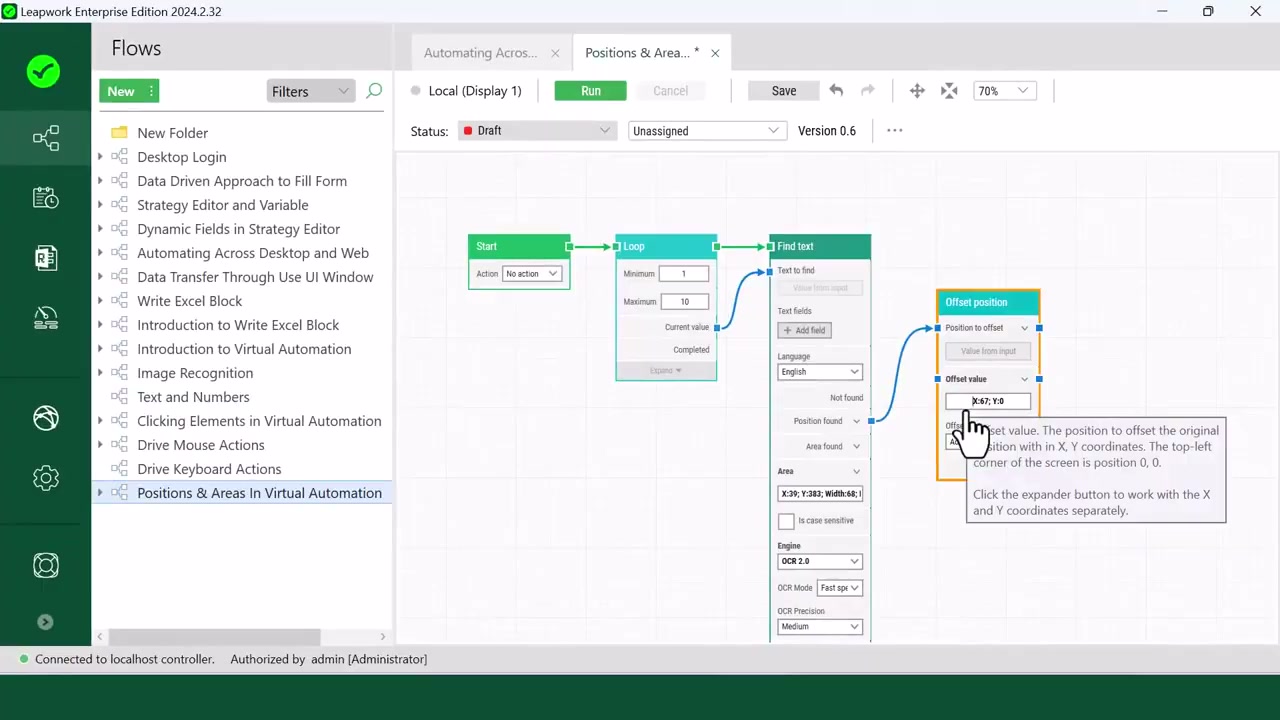 Leapwork Enterprise Edition 2024.2.32
Flows
New
Filters
New Folder
Desktop Login
Data Driven Approach to Fill Form
Strategy Editor and Variable
Dynamic Fields in Strategy Editor
Automating Across Desktop and Web
Data Transfer Through Use UI Window
Write Excel Block
Introduction to Write Excel Block
Introduction to Virtual Automation
Image Recognition
Text and Numbers
Clicking Elements in Virtual Automation
Drive Mouse Actions
Drive Keyboard Actions
Positions & Areas In Virtual Automation
Automating Acros...
Positions & Area... *
Local (Display 1)
Run
Cancel
Save
70%
Status:
Draft
Unassigned
Version 0.6
Start
Action
No action
Loop
Minimum
1
Maximum
10
Current value
Completed
Expand
Find text
Text to find
Value from input
Text fields
+ Add field
Language
English
Not found
Position found
Area found
Area
X:39; Y:383; Width:68;
Is case sensitive
Engine
OCR 2.0
OCR Mode
Fast spe
OCR Precision
Medium
Offset position
Position to offset
Value from input
Offset value
X:67; Y:0
Offset value. The position to offset the original
position with in X, Y coordinates. The top-left
corner of the screen is position 0, 0.
Click the expander button to work with the X
and Y coordinates separately.
Connected to localhost controller.
Authorized by admin [Administrator]